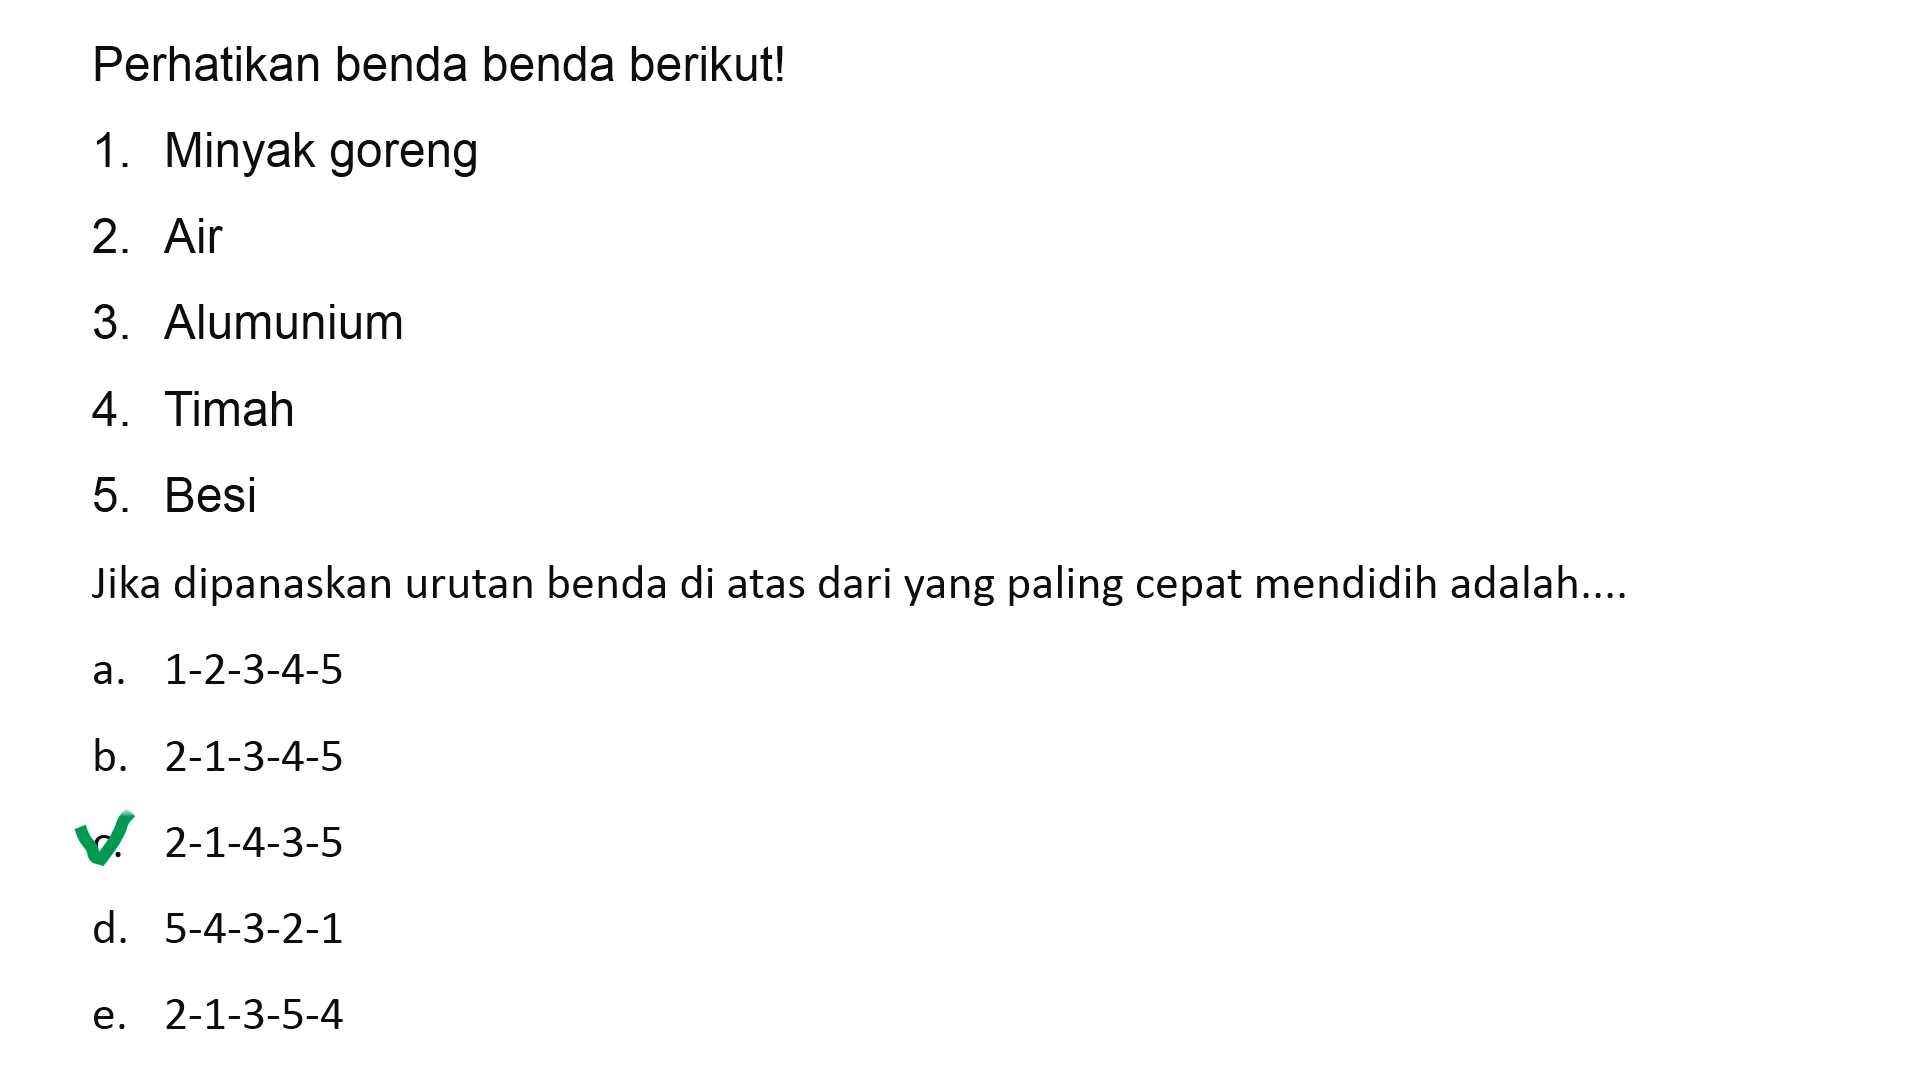 Perhatikan benda benda berikut!
1. Minyak goreng
2. Air
3. Alumunium
4. Timah
5. Besi
Jika dipanaskan urutan benda di atas dari yang paling cepat mendidih adalah....
a. 1-2-3-4-5
b. 2-1-3-4-5
c. 2-1-4-3-5
d. 5-4-3-2-1
e. 2-1-3-5-4